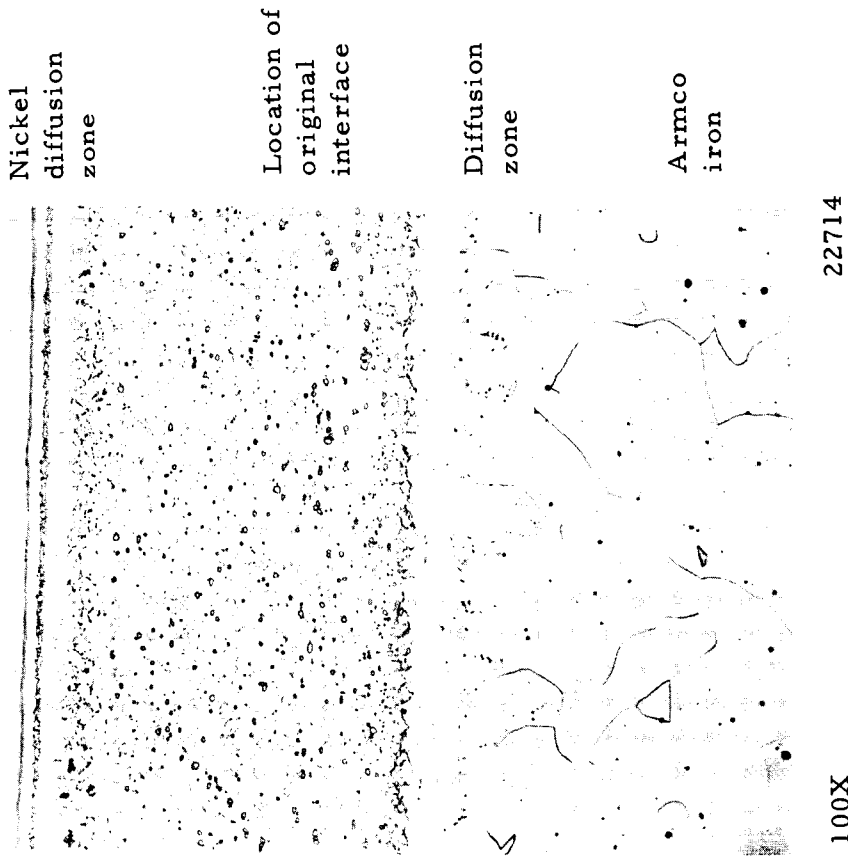 Nickel
diffusion
zone
Location of
original
interface
Diffusion
zone
Armco
iron
100X
22714